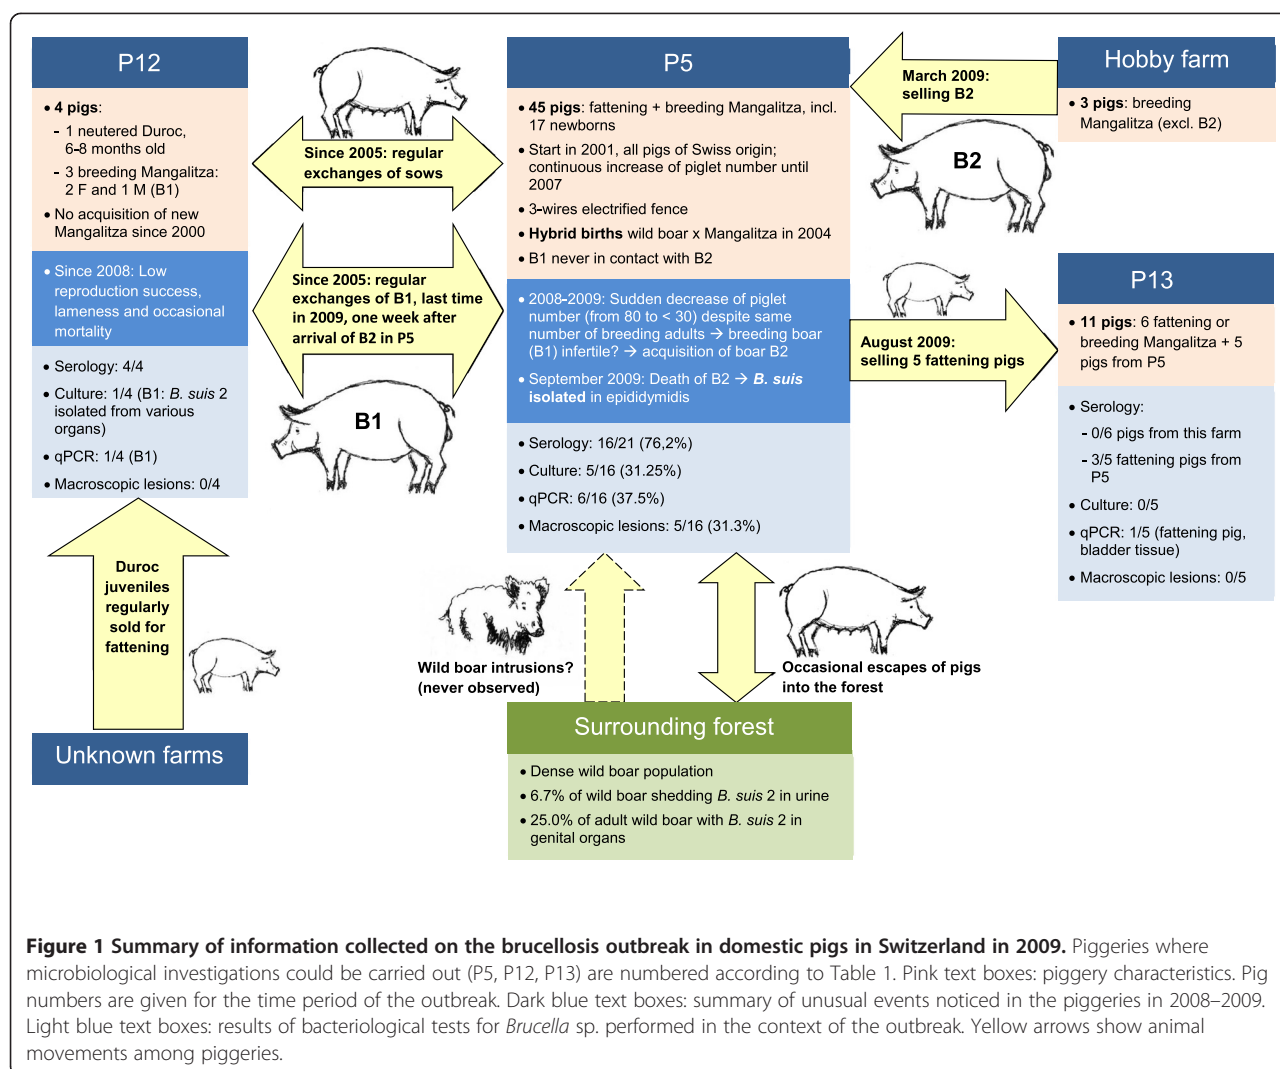 P12
• 4 pigs:
- 1 neutered Duroc,
6-8 months old
- 3 breeding Mangalitza:
2 F and 1 M (B1)
• No acquisition of new
Mangalitza since 2000
• Since 2008: Low
reproduction success,
lameness and occasional
mortality
• Serology: 4/4
• Culture: 1/4 (B1: B. suis 2
isolated from various
organs)
• qPCR: 1/4 (B1)
• Macroscopic lesions: 0/4
Duroc
juveniles
regularly
sold for
fattening
Unknown farms
Since 2005: regular
exchanges of sows
Since 2005: regular
exchanges of B1, last time
in 2009, one week after
arrival of B2 in P5
B1
P5
• 45 pigs: fattening + breeding Mangalitza, incl.
17 newborns
• Start in 2001, all pigs of Swiss origin;
continuous increase of piglet number until
2007
• 3-wires electrified fence
• Hybrid births wild boar x Mangalitza in 2004
• B1 never in contact with B2
• 2008-2009: Sudden decrease of piglet
number (from 80 to < 30) despite same
number of breeding adults → breeding boar
(B1) infertile? → acquisition of boar B2
• September 2009: Death of B2 → B. suis
isolated in epididymidis
• Serology: 16/21 (76,2%)
• Culture: 5/16 (31.25%)
• qPCR: 6/16 (37.5%)
• Macroscopic lesions: 5/16 (31.3%)
Wild boar intrusions?
(never observed)
Occasional escapes of pigs
into the forest
Surrounding forest
• Dense wild boar population
• 6.7% of wild boar shedding B. suis 2 in urine
• 25.0% of adult wild boar with B. suis 2 in
genital organs
March 2009:
selling B2
Hobby farm
• 3 pigs: breeding
Mangalitza (excl. B2)
B2
August 2009:
selling 5 fattening pigs
P13
• 11 pigs: 6 fattening or
breeding Mangalitza + 5
pigs from P5
• Serology:
- 0/6 pigs from this farm
- 3/5 fattening pigs from
P5
• Culture: 0/5
• qPCR: 1/5 (fattening pig,
bladder tissue)
• Macroscopic lesions: 0/5
Figure 1 Summary of information collected on the brucellosis outbreak in domestic pigs in Switzerland in 2009. Piggeries where
microbiological investigations could be carried out (P5, P12, P13) are numbered according to Table 1. Pink text boxes: piggery characteristics. Pig
numbers are given for the time period of the outbreak. Dark blue text boxes: summary of unusual events noticed in the piggeries in 2008–2009.
Light blue text boxes: results of bacteriological tests for Brucella sp. performed in the context of the outbreak. Yellow arrows show animal
movements among piggeries.